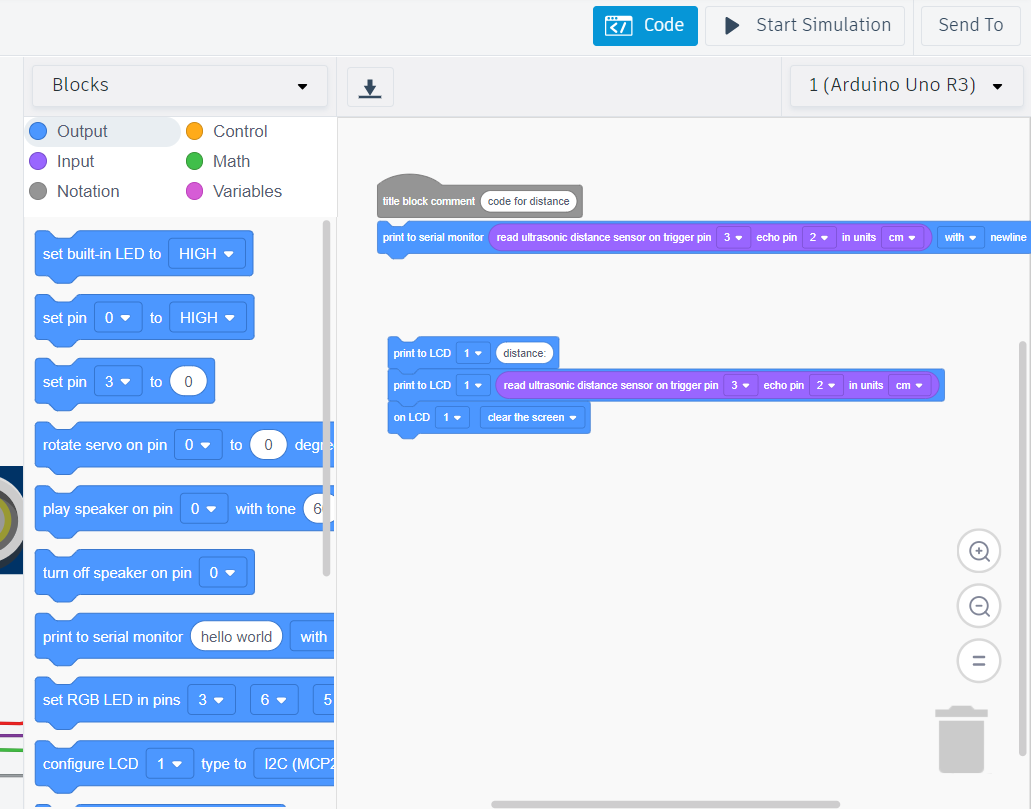 Code Start Simulation Send To
Blocks 1 (Arduino Uno R3)
Output Control
Input Math
Notation Variables
set built-in LED to HIGH
set pin 0 to HIGH
set pin 3 to 0
rotate servo on pin 0 to 0 degre
play speaker on pin 0 with tone 6
turn off speaker on pin 0
print to serial monitor hello world with
set RGB LED in pins 3 6 5
configure LCD 1 type to I2C (MCP2
title block comment code for distance
print to serial monitor read ultrasonic distance sensor on trigger pin 3 echo pin 2 in units cm with newline
print to LCD 1 distance:
print to LCD 1 read ultrasonic distance sensor on trigger pin 3 echo pin 2 in units cm
on LCD 1 clear the screen